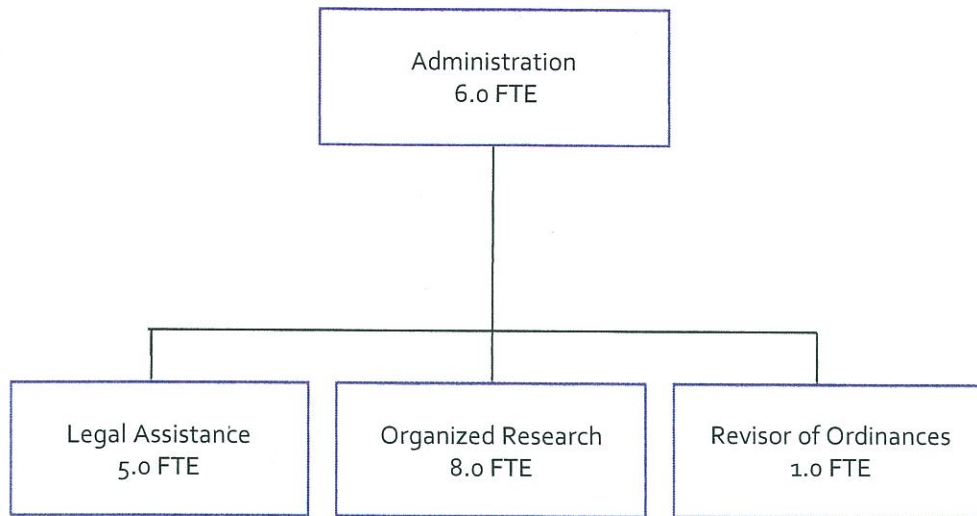 Administration
6.0 FTE
Legal Assistance
5.0 FTE
Organized Research
8.0 FTE
Revisor of Ordinances
1.0 FTE